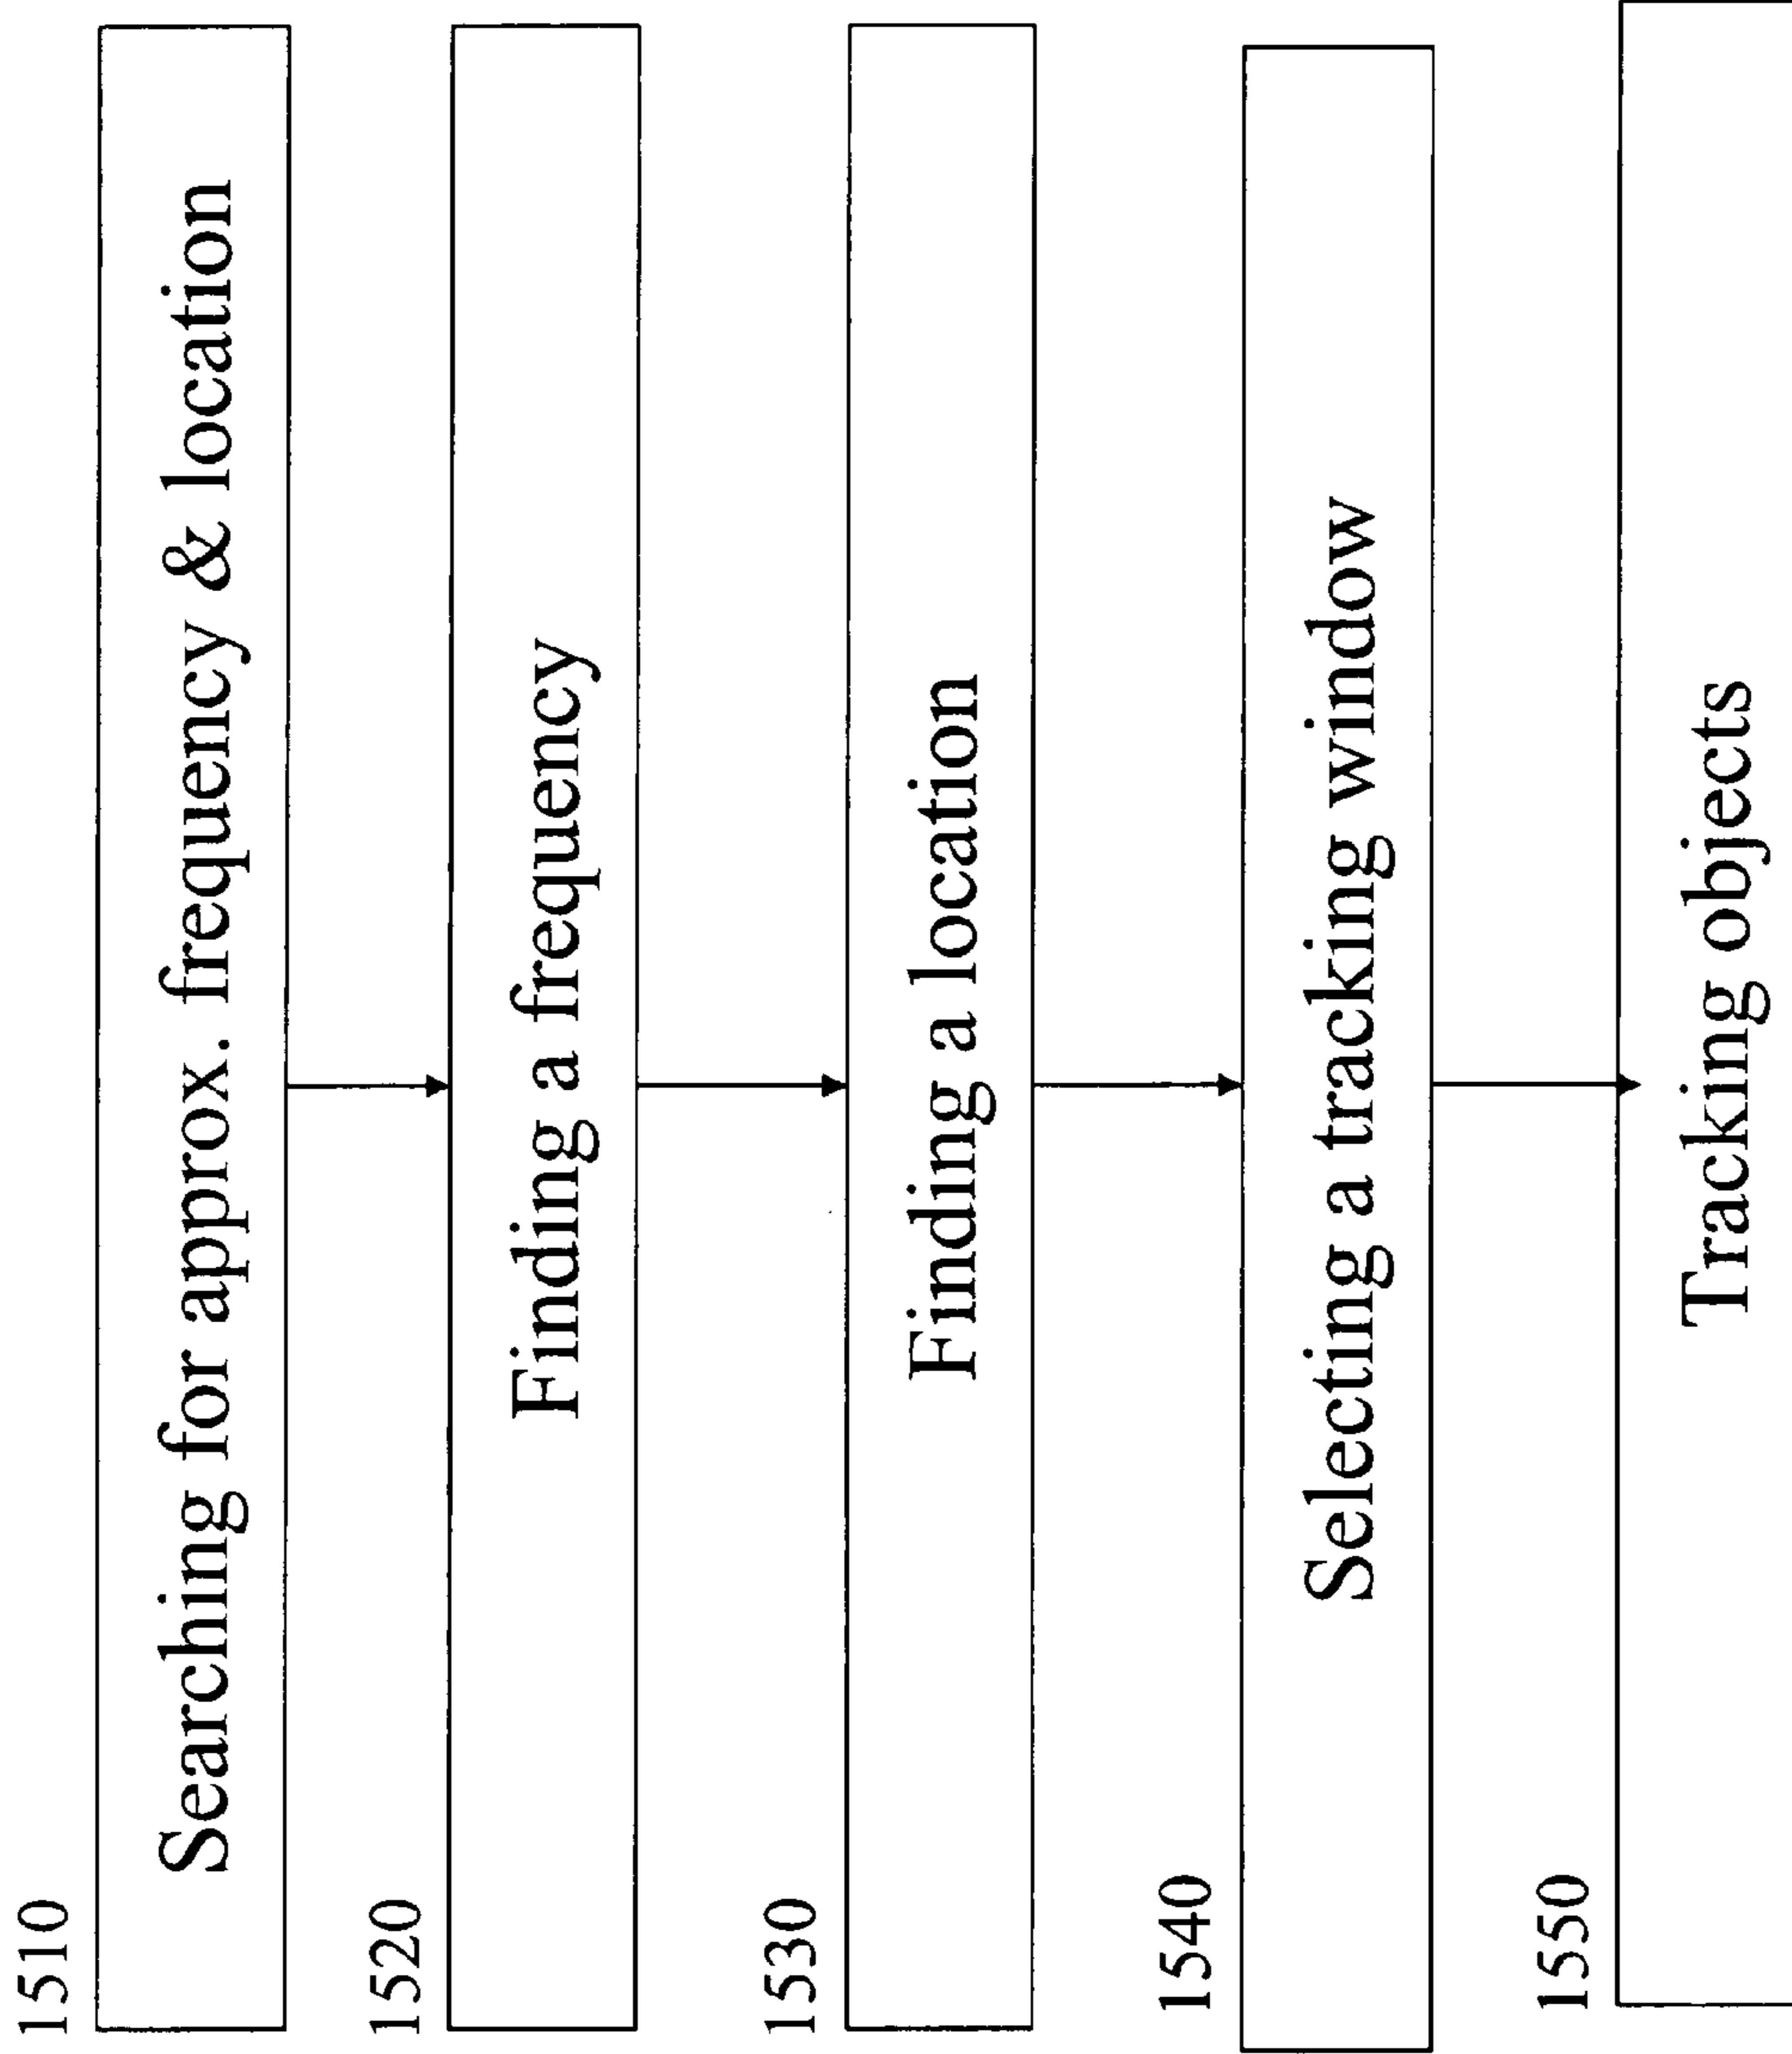 1510
Searching for approx. frequency & location
1520
Finding a frequency
1530
Finding a location
1540
Selecting a tracking window
1550
Tracking objects